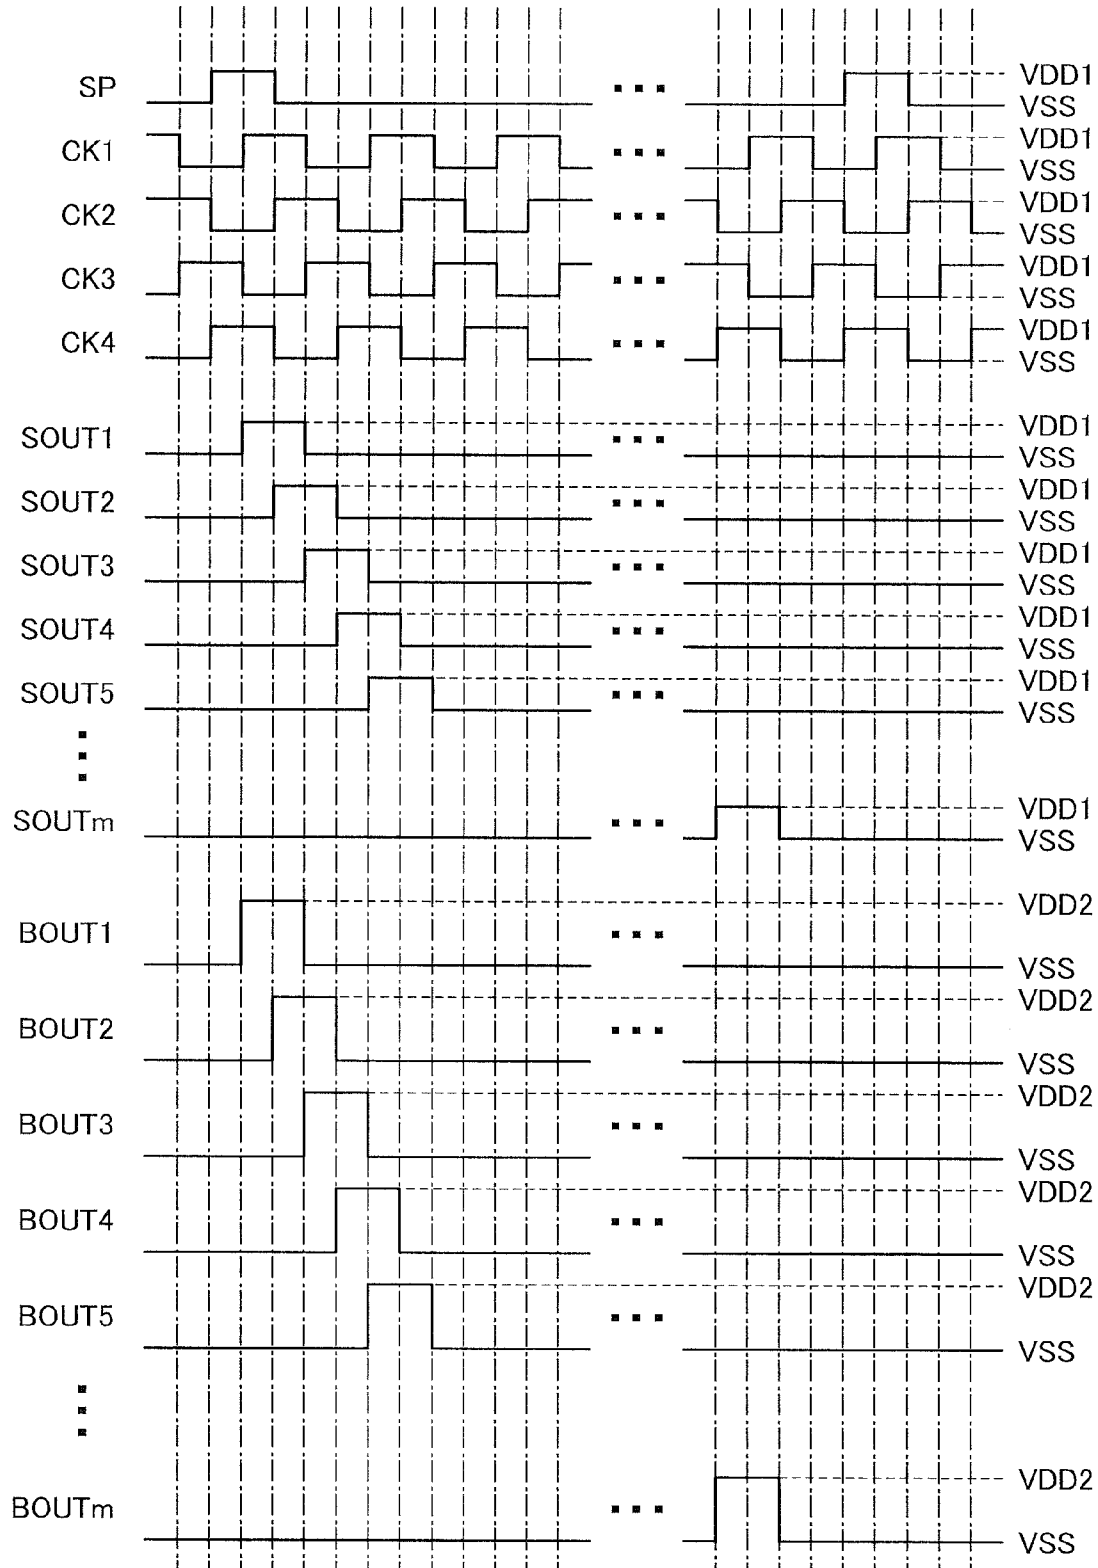 SP
VDD1
VSS
CK1
VDD1
VSS
CK2
VDD1
VSS
CK3
VDD1
VSS
CK4
VDD1
VSS
SOUT1
VDD1
VSS
SOUT2
VDD1
VSS
SOUT3
VDD1
VSS
SOUT4
VDD1
VSS
SOUT5
VDD1
VSS
SOUTm
VDD1
VSS
BOUT1
VDD2
VSS
BOUT2
VDD2
VSS
BOUT3
VDD2
VSS
BOUT4
VDD2
VSS
BOUT5
VDD2
VSS
BOUTm
VDD2
VSS